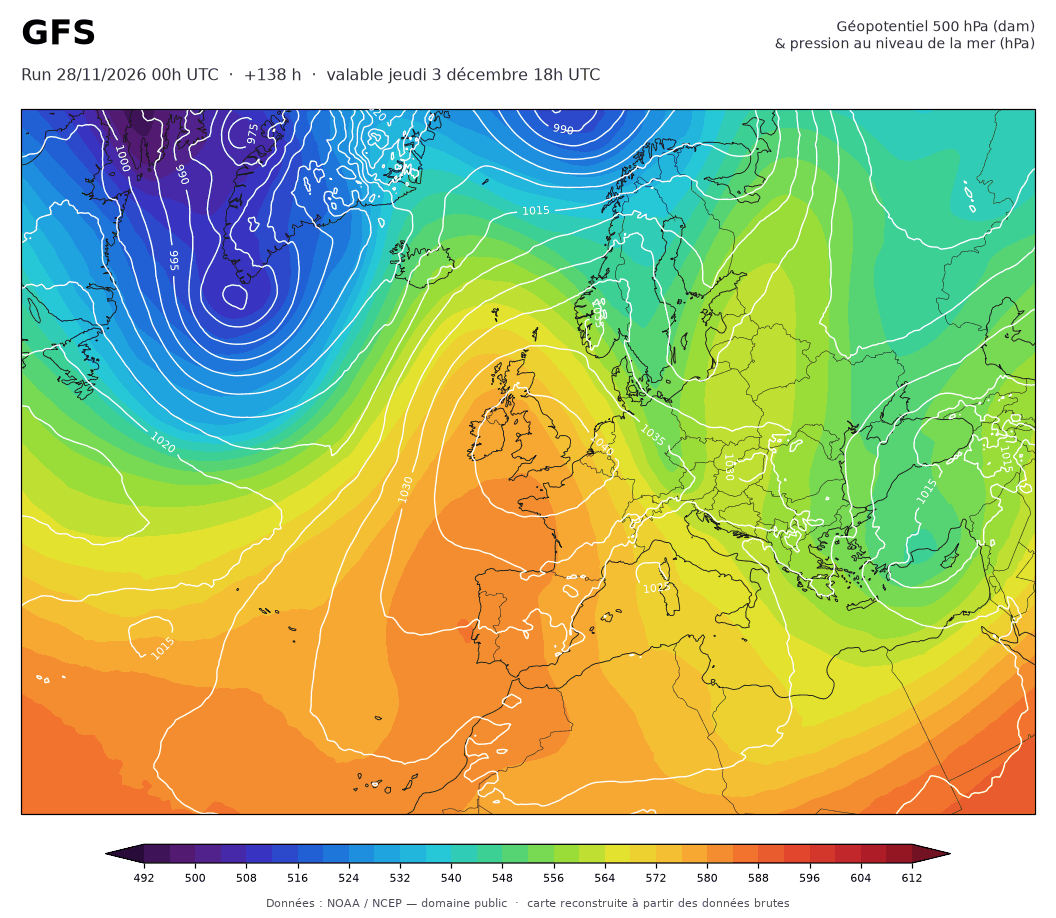 GFS
Géopotentiel 500 hPa (dam)
& pression au niveau de la mer (hPa)
Run 28/11/2026 00h UTC · +138 h · valable jeudi 3 décembre 18h UTC
990
975
1000
990
1015
995
1020
1035
1040
1030
1030
1015
1015
1025
1015
492 500 508 516 524 532 540 548 556 564 572 580 588 596 604 612
Données : NOAA / NCEP — domaine public · carte reconstruite à partir des données brutes